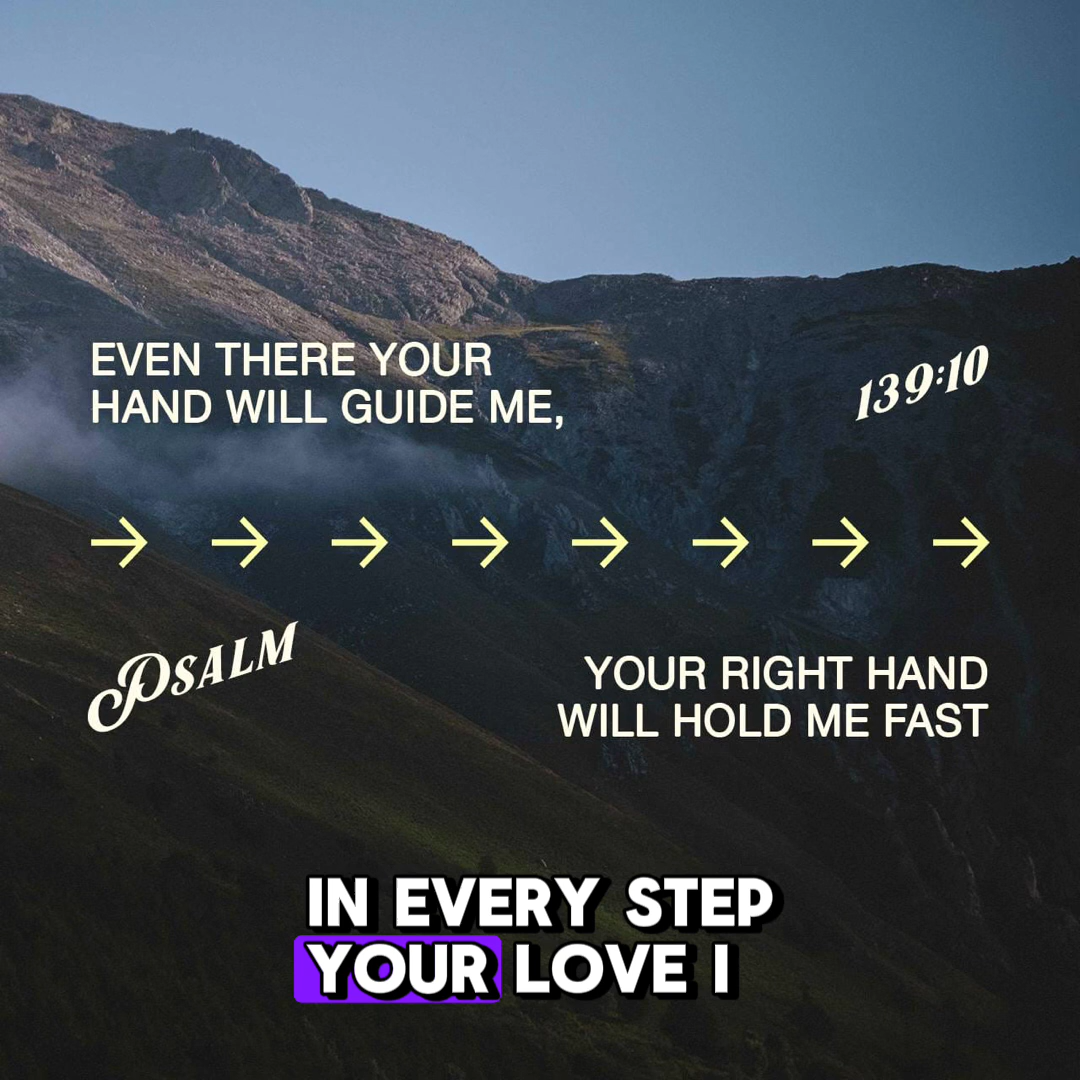 EVEN THERE YOUR
HAND WILL GUIDE ME,
139:10
→ → → → → → → →
PSALM
YOUR RIGHT HAND
WILL HOLD ME FAST
IN EVERY STEP
YOUR LOVE I